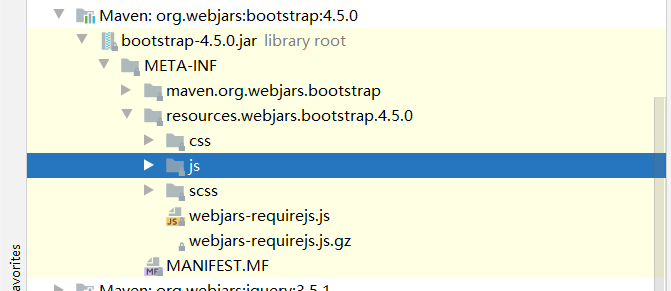 Maven: org.webjars:bootstrap:4.5.0
bootstrap-4.5.0.jar library root
META-INF
maven.org.webjars.bootstrap
resources.webjars.bootstrap.4.5.0
css
js
scss
webjars-requirejs.js
webjars-requirejs.js.gz
MANIFEST.MF
Maven: org.webjars:jquery:3.5.1
avorites